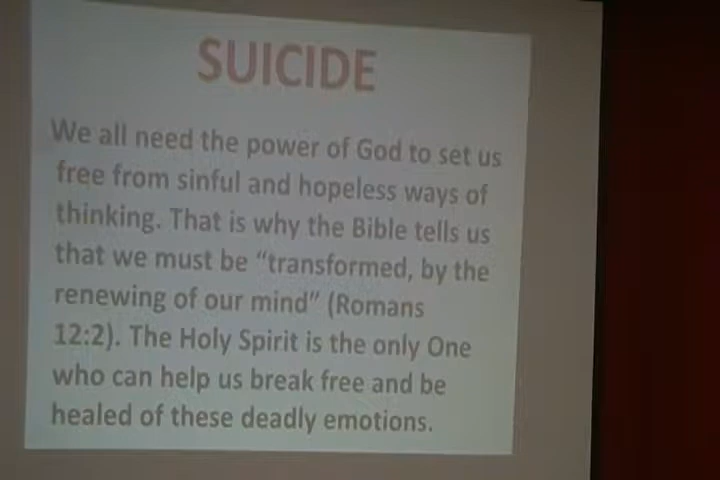 SUICIDE
We all need the power of God to set us
free from sinful and hopeless ways of
thinking. That is why the Bible tells us
that we must be “transformed, by the
renewing of our mind” (Romans
12:2). The Holy Spirit is the only One
who can help us break free and be
healed of these deadly emotions.